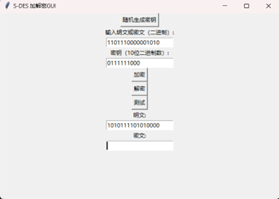 S-DES 加解密GUI
随机生成密钥
输入明文或密文（二进制）：
1101110000001010
密钥（10位二进制数）：
0111111000
加密
解密
测试
明文:
1010111101010000
密文: